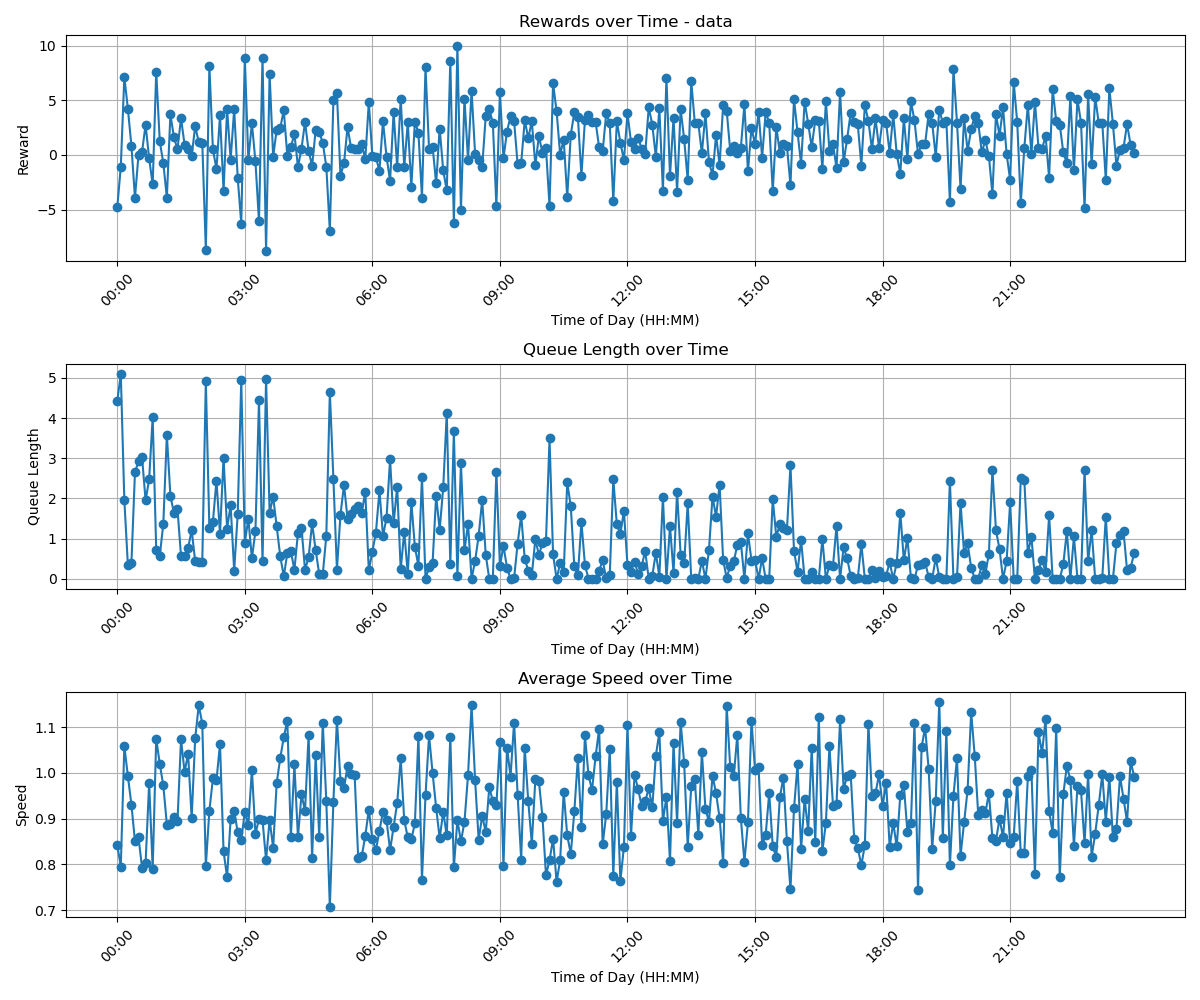 Rewards over Time - data
10
5
0
−5
Reward
00:00 03:00 06:00 09:00 12:00 15:00 18:00 21:00
Time of Day (HH:MM)
Queue Length over Time
5
4
3
2
1
0
Queue Length
00:00 03:00 06:00 09:00 12:00 15:00 18:00 21:00
Time of Day (HH:MM)
Average Speed over Time
1.1
1.0
0.9
0.8
0.7
Speed
00:00 03:00 06:00 09:00 12:00 15:00 18:00 21:00
Time of Day (HH:MM)